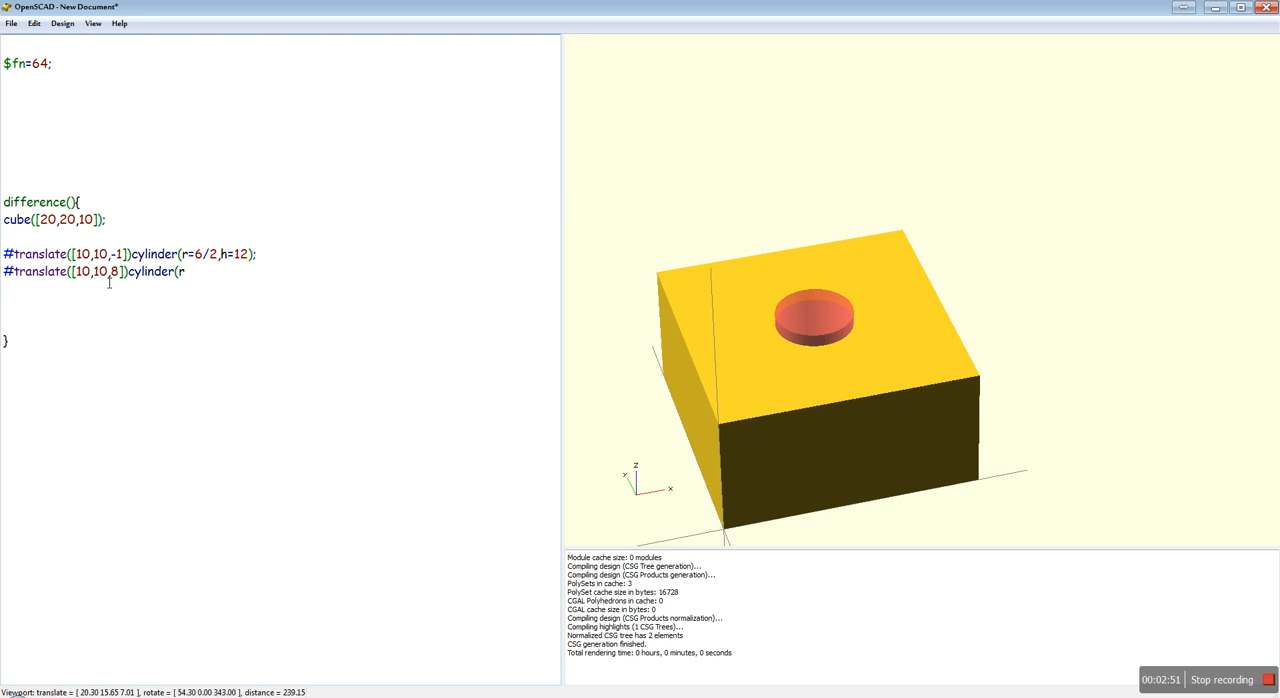 OpenSCAD - New Document*
File Edit Design View Help
$fn=64;
difference(){
cube([20,20,10]);
#translate([10,10,-1])cylinder(r=6/2,h=12);
#translate([10,10,8])cylinder(r
}
Z
Y
X
Module cache size: 0 modules
Compiling design (CSG Tree generation)...
Compiling design (CSG Products generation)...
PolySets in cache: 3
PolySet cache size in bytes: 16728
CGAL Polyhedrons in cache: 0
CGAL cache size in bytes: 0
Compiling design (CSG Products normalization)...
Compiling highlights (1 CSG Trees)...
Normalized CSG tree has 2 elements
CSG generation finished.
Total rendering time: 0 hours, 0 minutes, 0 seconds
00:02:51 Stop recording
Viewport: translate = [ 20.30 15.65 7.01 ], rotate = [ 54.30 0.00 343.00 ], distance = 239.15